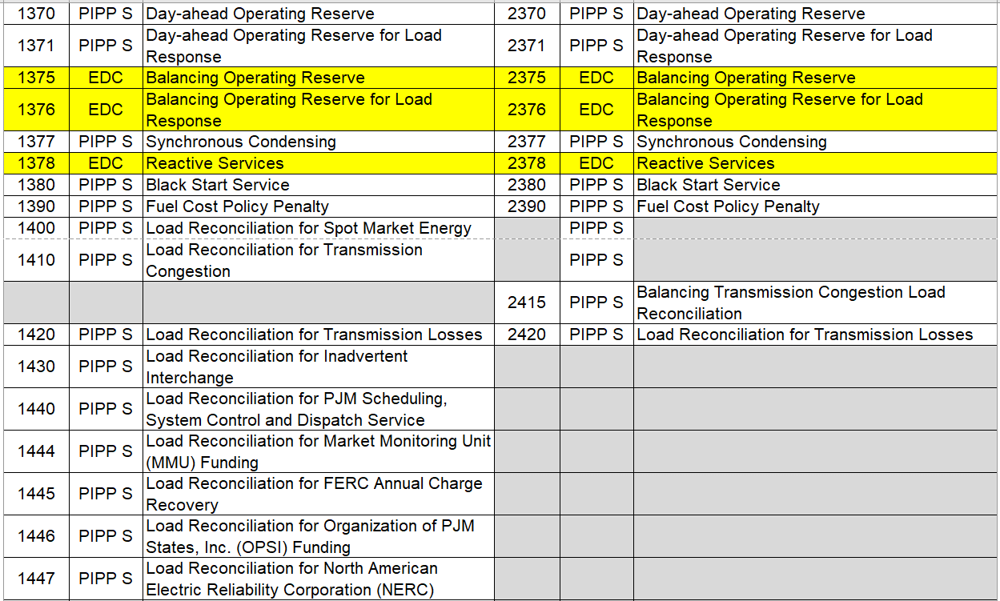 1370 PIPP S Day-ahead Operating Reserve 2370 PIPP S Day-ahead Operating Reserve
1371 PIPP S Day-ahead Operating Reserve for Load
Response 2371 PIPP S Day-ahead Operating Reserve for Load
Response
1375 EDC Balancing Operating Reserve 2375 EDC Balancing Operating Reserve
1376 EDC Balancing Operating Reserve for Load
Response 2376 EDC Balancing Operating Reserve for Load
Response
1377 PIPP S Synchronous Condensing 2377 PIPP S Synchronous Condensing
1378 EDC Reactive Services 2378 EDC Reactive Services
1380 PIPP S Black Start Service 2380 PIPP S Black Start Service
1390 PIPP S Fuel Cost Policy Penalty 2390 PIPP S Fuel Cost Policy Penalty
1400 PIPP S Load Reconciliation for Spot Market Energy PIPP S
1410 PIPP S Load Reconciliation for Transmission
Congestion PIPP S
2415 PIPP S Balancing Transmission Congestion Load
Reconciliation
1420 PIPP S Load Reconciliation for Transmission Losses 2420 PIPP S Load Reconciliation for Transmission Losses
1430 PIPP S Load Reconciliation for Inadvertent
Interchange
1440 PIPP S Load Reconciliation for PJM Scheduling,
System Control and Dispatch Service
1444 PIPP S Load Reconciliation for Market Monitoring Unit
(MMU) Funding
1445 PIPP S Load Reconciliation for FERC Annual Charge
Recovery
1446 PIPP S Load Reconciliation for Organization of PJM
States, Inc. (OPSI) Funding
1447 PIPP S Load Reconciliation for North American
Electric Reliability Corporation (NERC)